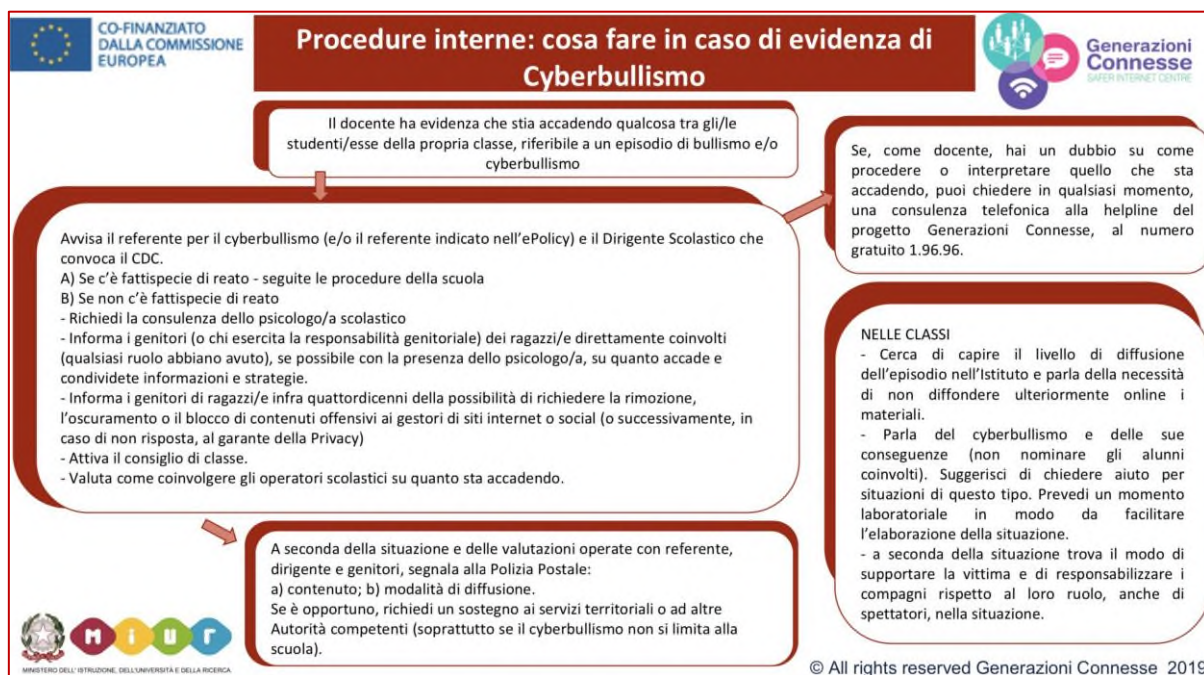 CO-FINANZIATO
DALLA COMMISSIONE
EUROPEA
Procedure interne: cosa fare in caso di evidenza di
Cyberbullismo
Generazioni
Connesse
SAFER INTERNET CENTRE
Il docente ha evidenza che stia accadendo qualcosa tra gli/le
studenti/esse della propria classe, riferibile a un episodio di bullismo e/o
cyberbullismo
Se, come docente, hai un dubbio su come
procedere o interpretare quello che sta
accadendo, puoi chiedere in qualsiasi momento,
una consulenza telefonica alla helpline del
progetto Generazioni Connesse, al numero
gratuito 1.96.96.
Avvisa il referente per il cyberbullismo (e/o il referente indicato nell’ePolicy) e il Dirigente Scolastico che
convoca il CDC.
A) Se c’è fattispecie di reato - seguite le procedure della scuola
B) Se non c’è fattispecie di reato
- Richiedi la consulenza dello psicologo/a scolastico
- Informa i genitori (o chi esercita la responsabilità genitoriale) dei ragazzi/e direttamente coinvolti
(qualsiasi ruolo abbiano avuto), se possibile con la presenza dello psicologo/a, su quanto accade e
condividete informazioni e strategie.
- Informa i genitori di ragazzi/e infra quattordicenni della possibilità di richiedere la rimozione,
l’oscuramento o il blocco di contenuti offensivi ai gestori di siti internet o social (o successivamente, in
caso di non risposta, al garante della Privacy)
- Attiva il consiglio di classe.
- Valuta come coinvolgere gli operatori scolastici su quanto sta accadendo.
NELLE CLASSI
- Cerca di capire il livello di diffusione
dell’episodio nell’Istituto e parla della necessità
di non diffondere ulteriormente online i
materiali.
- Parla del cyberbullismo e delle sue
conseguenze (non nominare gli alunni
coinvolti). Suggerisci di chiedere aiuto per
situazioni di questo tipo. Prevedi un momento
laboratoriale in modo da facilitare
l’elaborazione della situazione.
- a seconda della situazione trova il modo di
supportare la vittima e di responsabilizzare i
compagni rispetto al loro ruolo, anche di
spettatori, nella situazione.
A seconda della situazione e delle valutazioni operate con referente,
dirigente e genitori, segnala alla Polizia Postale:
a) contenuto; b) modalità di diffusione.
Se è opportuno, richiedi un sostegno ai servizi territoriali o ad altre
Autorità competenti (soprattutto se il cyberbullismo non si limita alla
scuola).
miur
MINISTERO DELL' ISTRUZIONE, DELL'UNIVERSITÀ E DELLA RICERCA
© All rights reserved Generazioni Connesse 2019